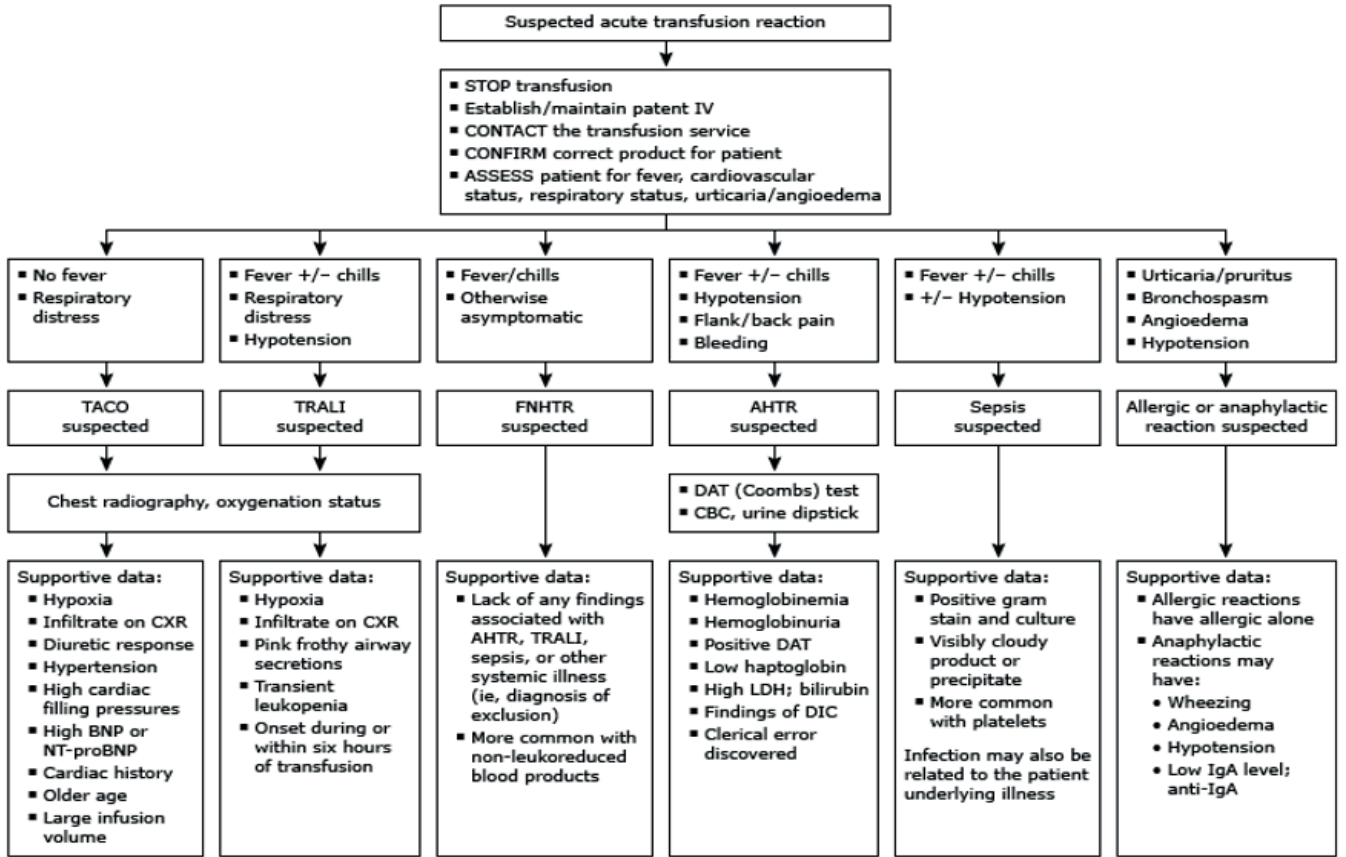 Suspected acute transfusion reaction
▪ STOP transfusion
▪ Establish/maintain patent IV
▪ CONTACT the transfusion service
▪ CONFIRM correct product for patient
▪ ASSESS patient for fever, cardiovascular
status, respiratory status, urticaria/angioedema
▪ No fever
▪ Respiratory
distress
▪ Fever +/− chills
▪ Respiratory
distress
▪ Hypotension
▪ Fever/chills
▪ Otherwise
asymptomatic
▪ Fever +/− chills
▪ Hypotension
▪ Flank/back pain
▪ Bleeding
▪ Fever +/− chills
▪ +/− Hypotension
▪ Urticaria/pruritus
▪ Bronchospasm
▪ Angioedema
▪ Hypotension
TACO
suspected
TRALI
suspected
FNHTR
suspected
AHTR
suspected
Sepsis
suspected
Allergic or anaphylactic
reaction suspected
Chest radiography, oxygenation status
▪ DAT (Coombs) test
▪ CBC, urine dipstick
Supportive data:
▪ Hypoxia
▪ Infiltrate on CXR
▪ Diuretic response
▪ Hypertension
▪ High cardiac
filling pressures
▪ High BNP or
NT-proBNP
▪ Cardiac history
▪ Older age
▪ Large infusion
volume
Supportive data:
▪ Hypoxia
▪ Infiltrate on CXR
▪ Pink frothy airway
secretions
▪ Transient
leukopenia
▪ Onset during or
within six hours
of transfusion
Supportive data:
▪ Lack of any findings
associated with
AHTR, TRALI,
sepsis, or other
systemic illness
(ie, diagnosis of
exclusion)
▪ More common with
non-leukoreduced
blood products
Supportive data:
▪ Hemoglobinemia
▪ Hemoglobinuria
▪ Positive DAT
▪ Low haptoglobin
▪ High LDH; bilirubin
▪ Findings of DIC
▪ Clerical error
discovered
Supportive data:
▪ Positive gram
stain and culture
▪ Visibly cloudy
product or
precipitate
▪ More common
with platelets
Infection may also be
related to the patient
underlying illness
Supportive data:
▪ Allergic reactions
have allergic alone
▪ Anaphylactic
reactions may
have:
• Wheezing
• Angioedema
• Hypotension
• Low IgA level;
anti-IgA